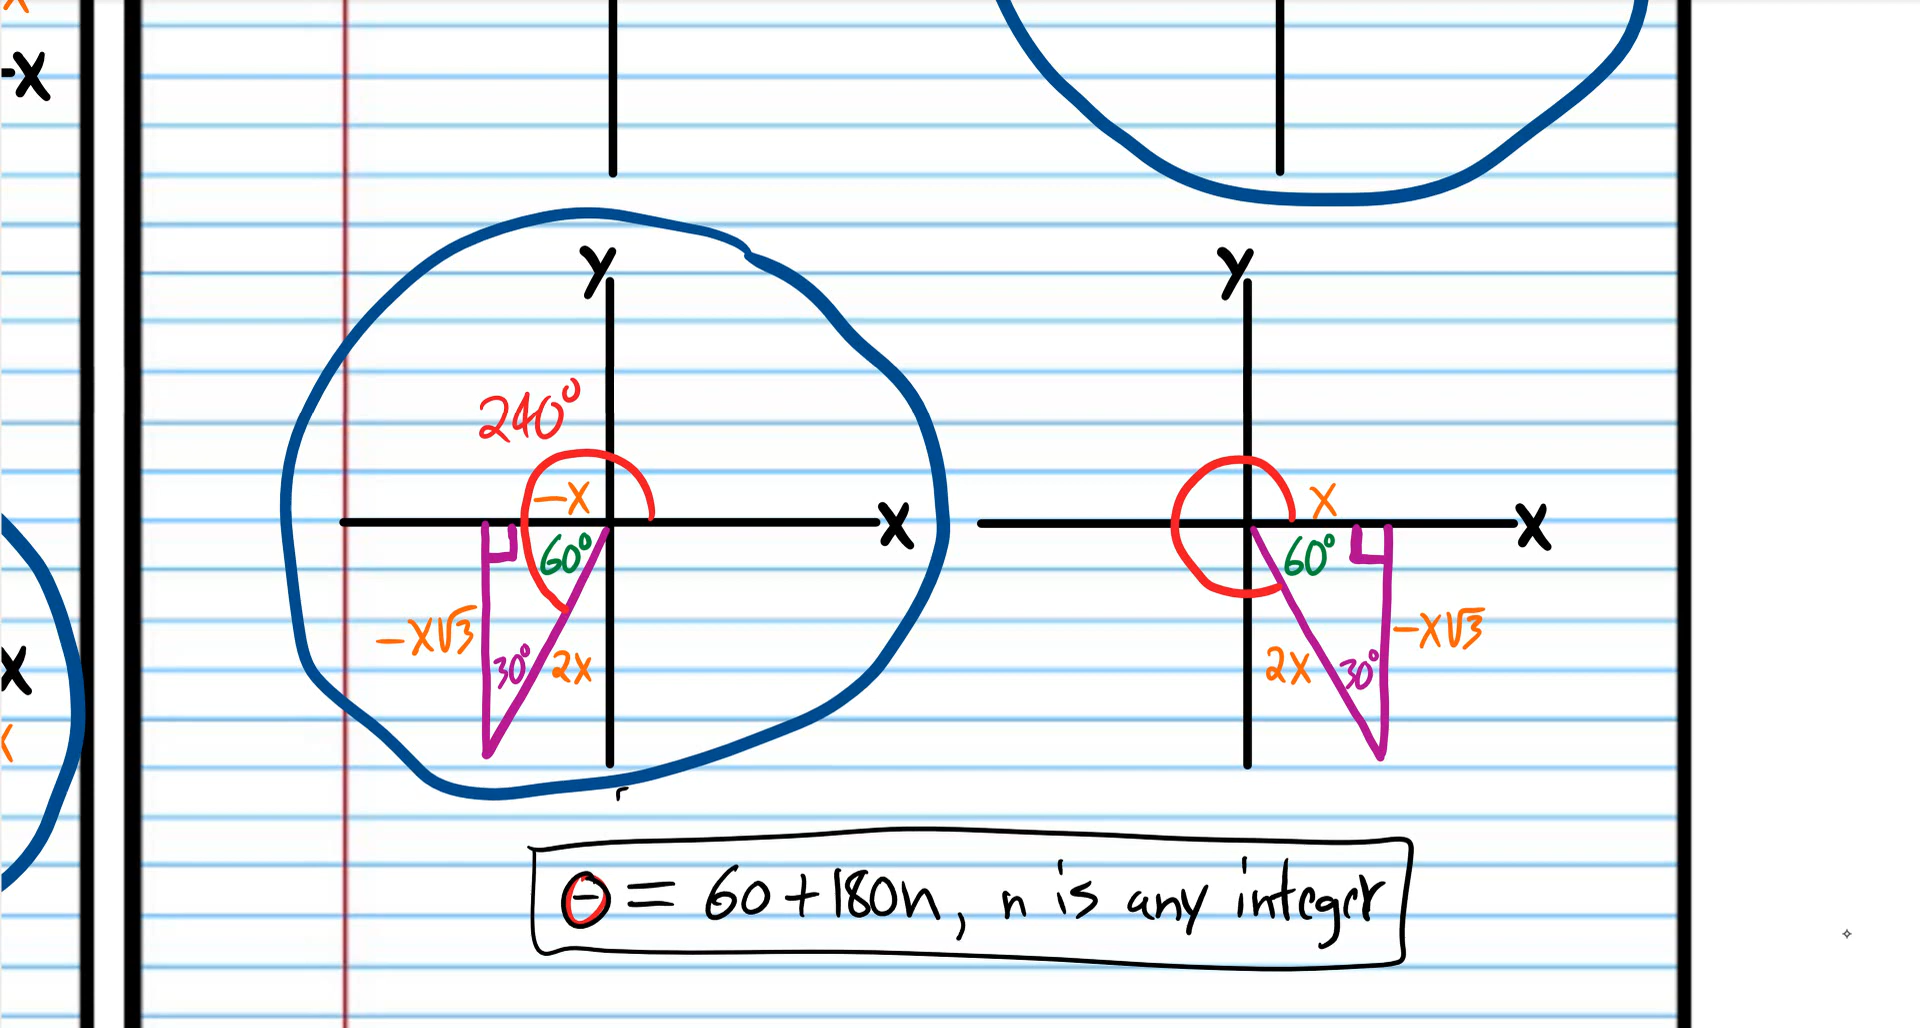 -x
y
y
240°
-x
x
x
x
60°
60°
x
-x√3
30°
2x
2x
30°
-x√3
θ = 60+180n, n is any integer